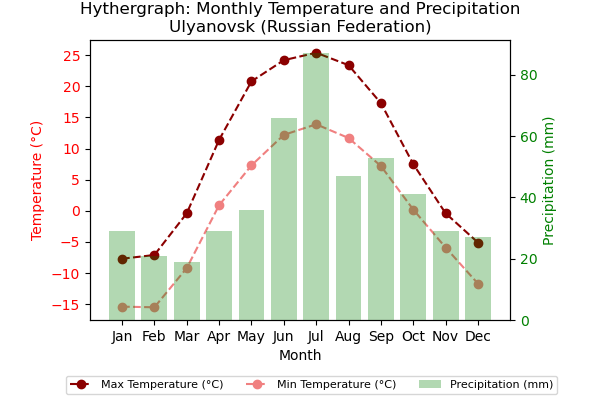 Hythergraph: Monthly Temperature and Precipitation
Ulyanovsk (Russian Federation)
Temperature (°C)
25
20
15
10
5
0
−5
−10
−15
80
60
40
20
0
Precipitation (mm)
Jan Feb Mar Apr May Jun Jul Aug Sep Oct Nov Dec
Month
Max Temperature (°C) Min Temperature (°C) Precipitation (mm)